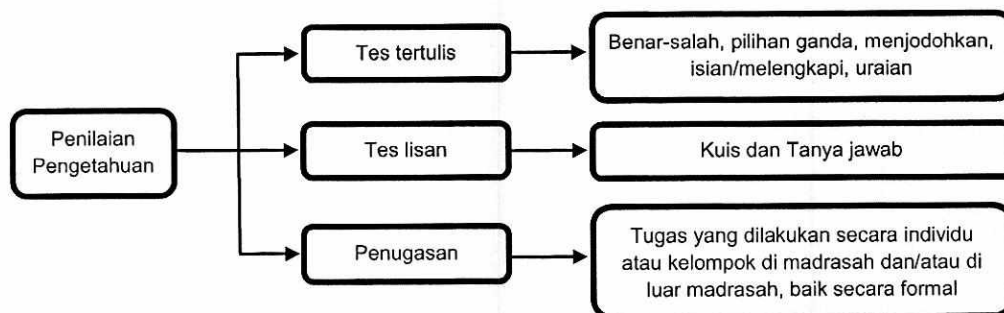 Penilaian
Pengetahuan
Tes tertulis
Benar-salah, pilihan ganda, menjodohkan,
isian/melengkapi, uraian
Tes lisan
Kuis dan Tanya jawab
Penugasan
Tugas yang dilakukan secara individu
atau kelompok di madrasah dan/atau di
luar madrasah, baik secara formal